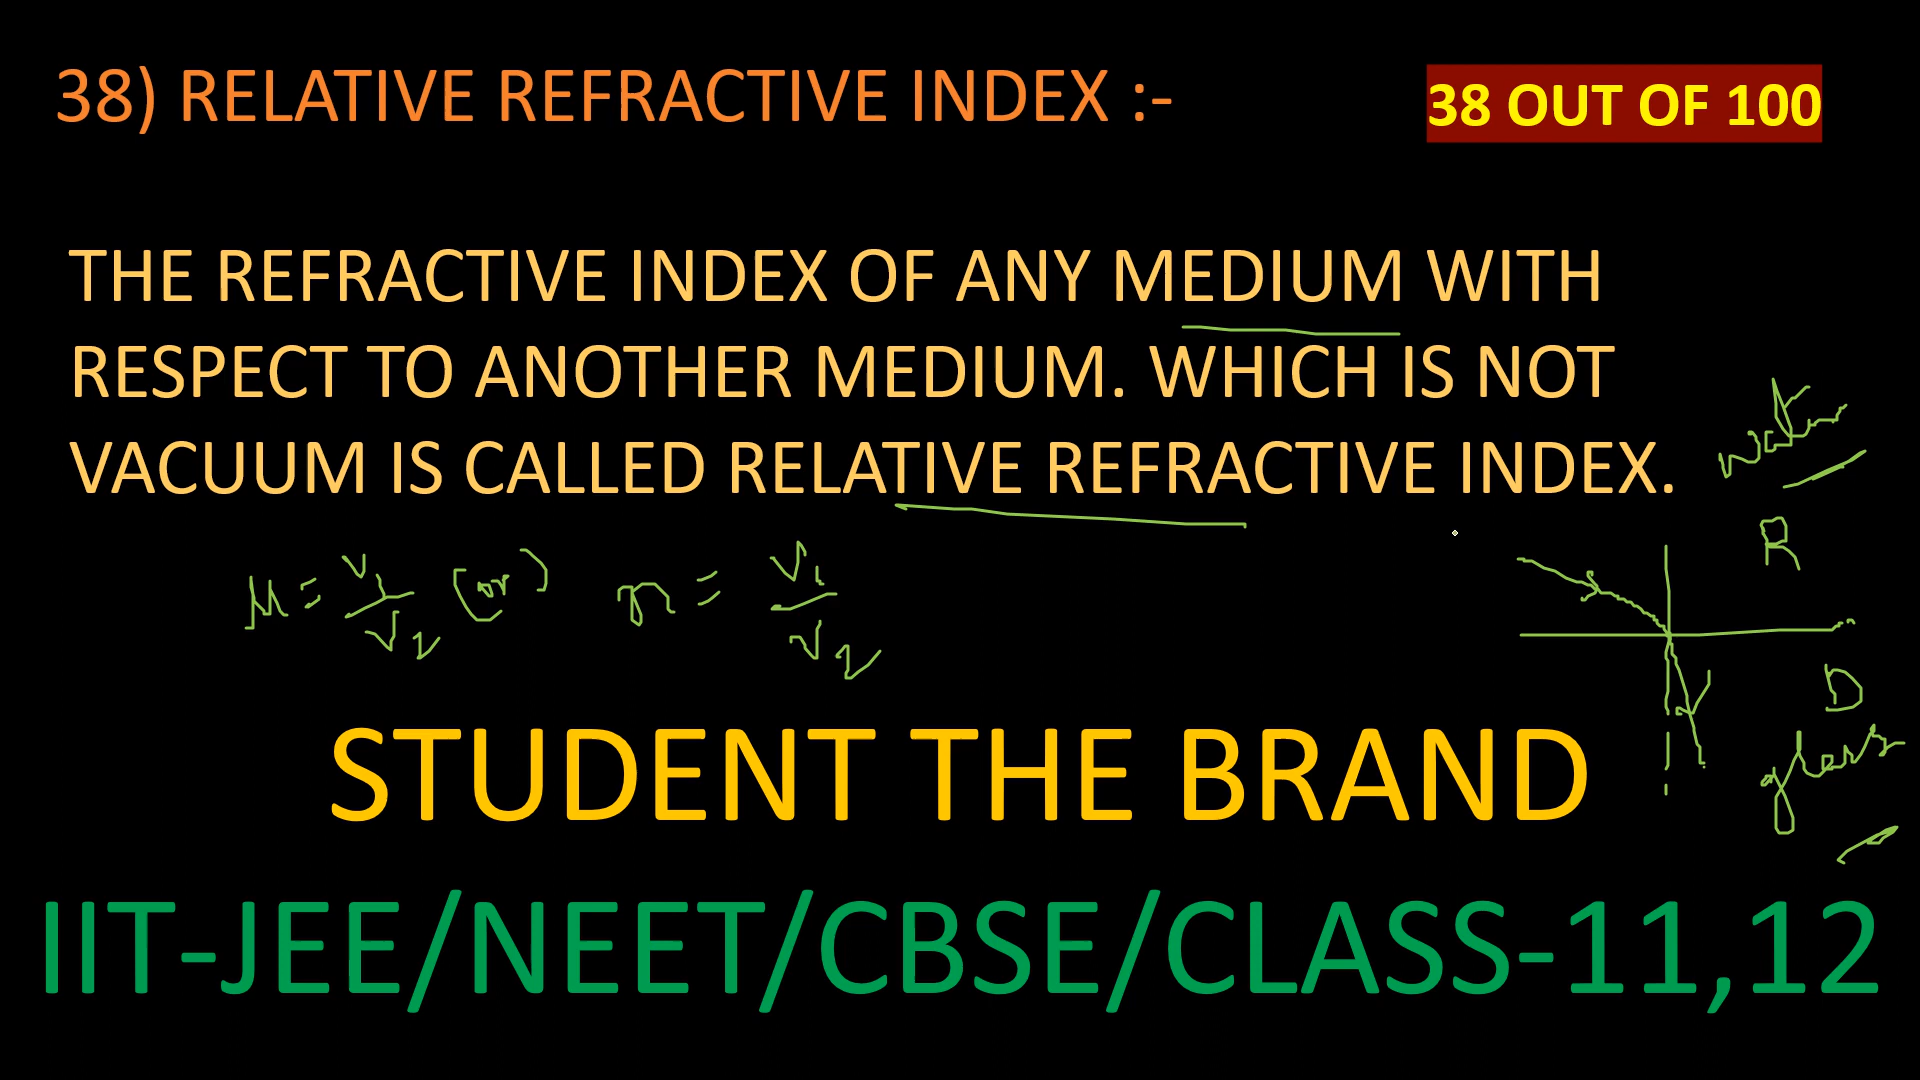 38) RELATIVE REFRACTIVE INDEX :-
38 OUT OF 100
THE REFRACTIVE INDEX OF ANY MEDIUM WITH
RESPECT TO ANOTHER MEDIUM. WHICH IS NOT
VACUUM IS CALLED RELATIVE REFRACTIVE INDEX.
water
R
μ = V1/V2 (or) n = V1/V2
D
glass
STUDENT THE BRAND
IIT-JEE/NEET/CBSE/CLASS-11,12